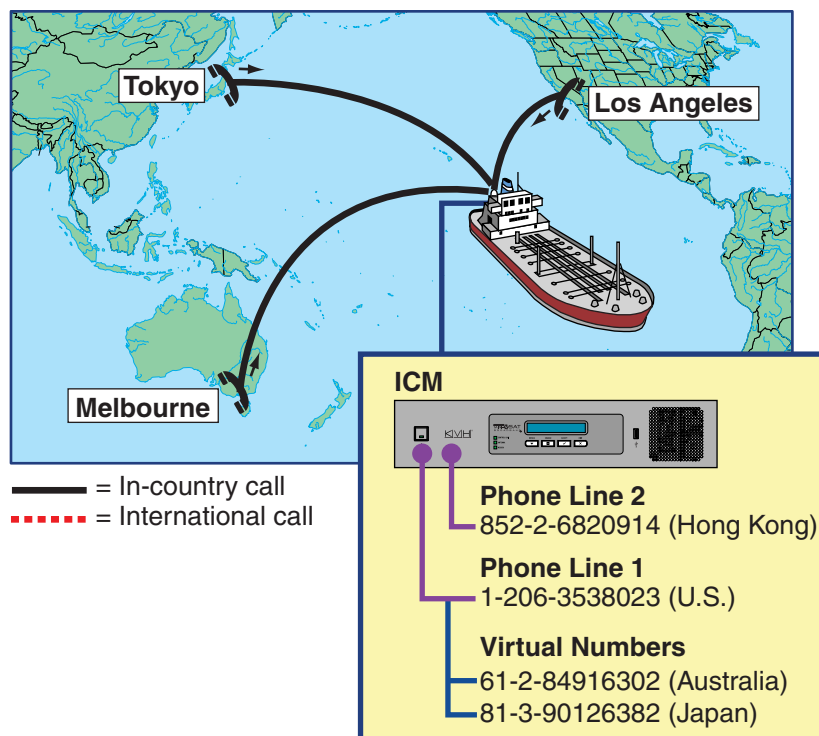 Tokyo
Los Angeles
Melbourne
= In-country call
= International call
ICM
KVH
Phone Line 2
852-2-6820914 (Hong Kong)
Phone Line 1
1-206-3538023 (U.S.)
Virtual Numbers
61-2-84916302 (Australia)
81-3-90126382 (Japan)